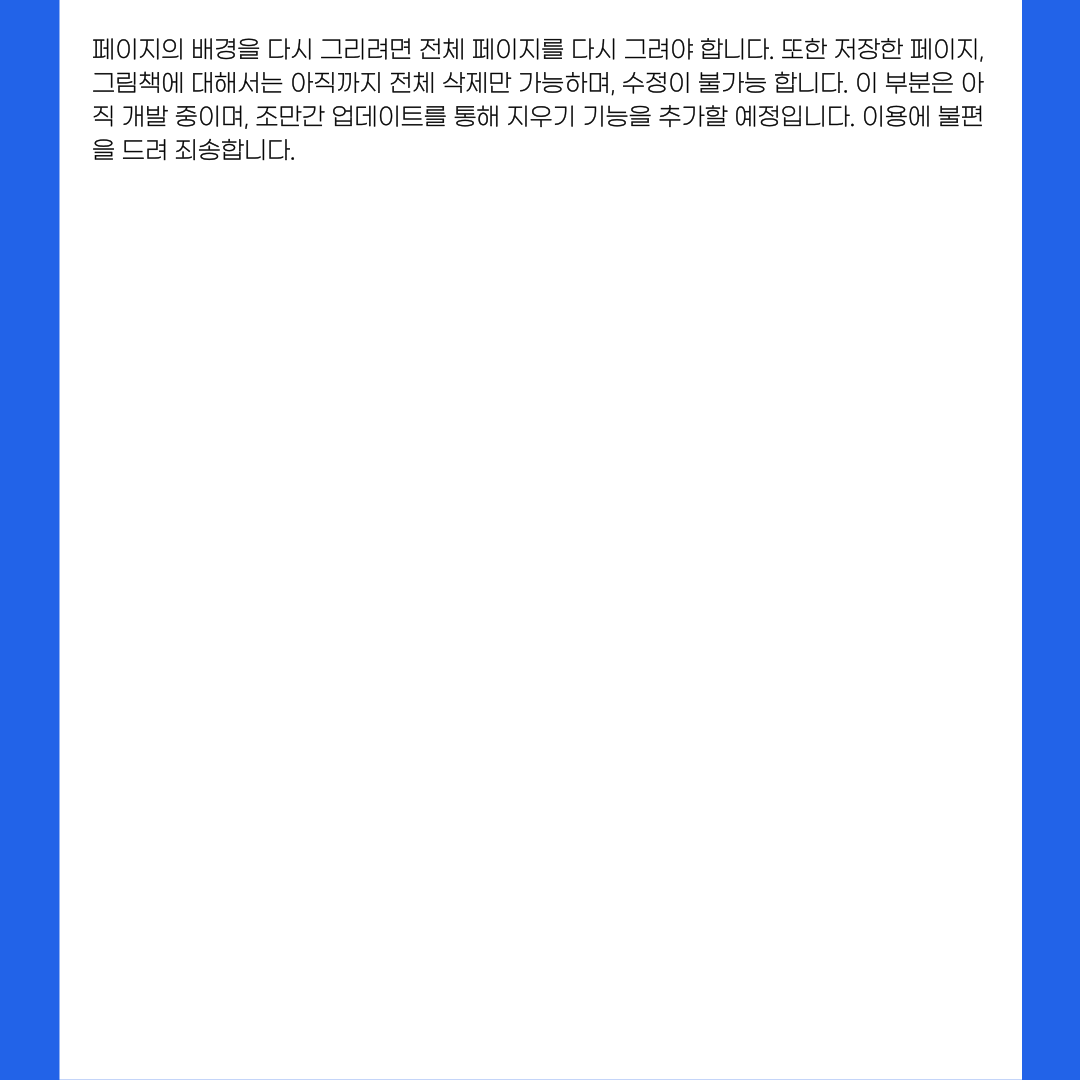 페이지의 배경을 다시 그리려면 전체 페이지를 다시 그려야 합니다. 또한 저장한 페이지,
그림책에 대해서는 아직까지 전체 삭제만 가능하며, 수정이 불가능 합니다. 이 부분은 아
직 개발 중이며, 조만간 업데이트를 통해 지우기 기능을 추가할 예정입니다. 이용에 불편
을 드려 죄송합니다.